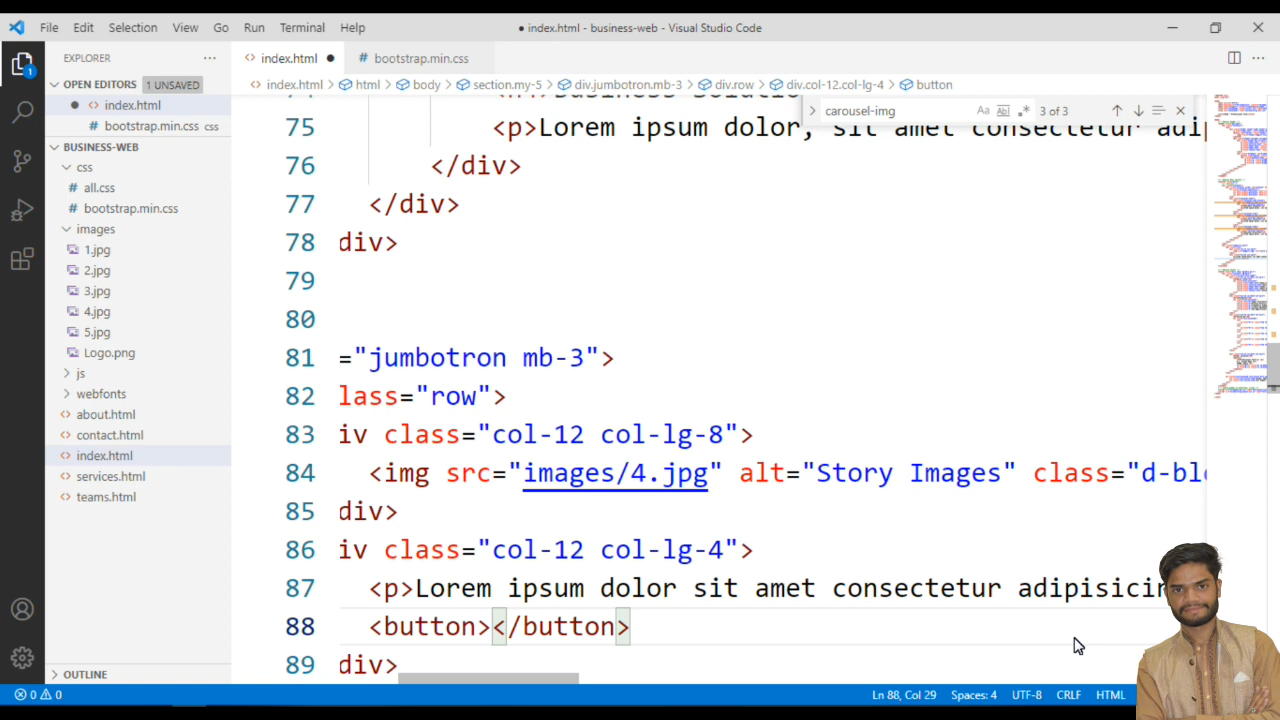 File Edit Selection View Go Run Terminal Help
● index.html - business-web - Visual Studio Code
EXPLORER
index.html
bootstrap.min.css
OPEN EDITORS 1 UNSAVED
index.html
bootstrap.min.css css
BUSINESS-WEB
css
all.css
bootstrap.min.css
images
1.jpg
2.jpg
3.jpg
4.jpg
5.jpg
Logo.png
js
webfonts
about.html
contact.html
index.html
services.html
teams.html
OUTLINE
1
index.html > html > body > section.my-5 > div.jumbotron.mb-3 > div.row > div.col-12.col-lg-4 > button
carousel-img Aa 3 of 3
75 <p>Lorem ipsum dolor, sit amet consectetur adip
76 </div>
77 </div>
78 div>
79
80
81 ="jumbotron mb-3">
82 lass="row">
83 iv class="col-12 col-lg-8">
84 <img src="images/4.jpg" alt="Story Images" class="d-blo
85 div>
86 iv class="col-12 col-lg-4">
87 <p>Lorem ipsum dolor sit amet consectetur adipisicin
88 <button></button>
89 div>
0 0 Ln 88, Col 29 Spaces: 4 UTF-8 CRLF HTML